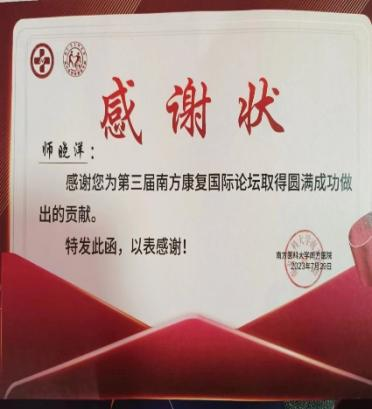 感谢状
师晓洋：
感谢您为第三届南方康复国际论坛取得圆满成功做
出的贡献。
特发此函，以表感谢！
南方医科大学南方医院
2023年7月29日